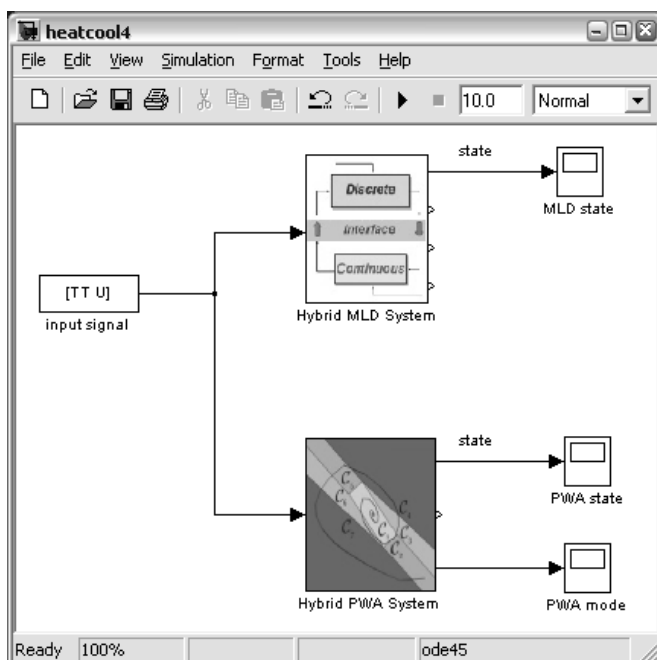 heatcool4
File Edit View Simulation Format Tools Help
10.0 Normal
state
Discrete
MLD state
Interface
Continuous
[TT U]
Hybrid MLD System
input signal
state
PWA state
Hybrid PWA System
PWA mode
Ready 100% ode45